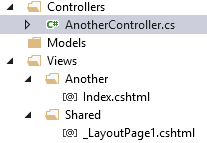 Controllers
C# AnotherController.cs
Models
Views
Another
[@] Index.cshtml
Shared
[@] _LayoutPage1.cshtml